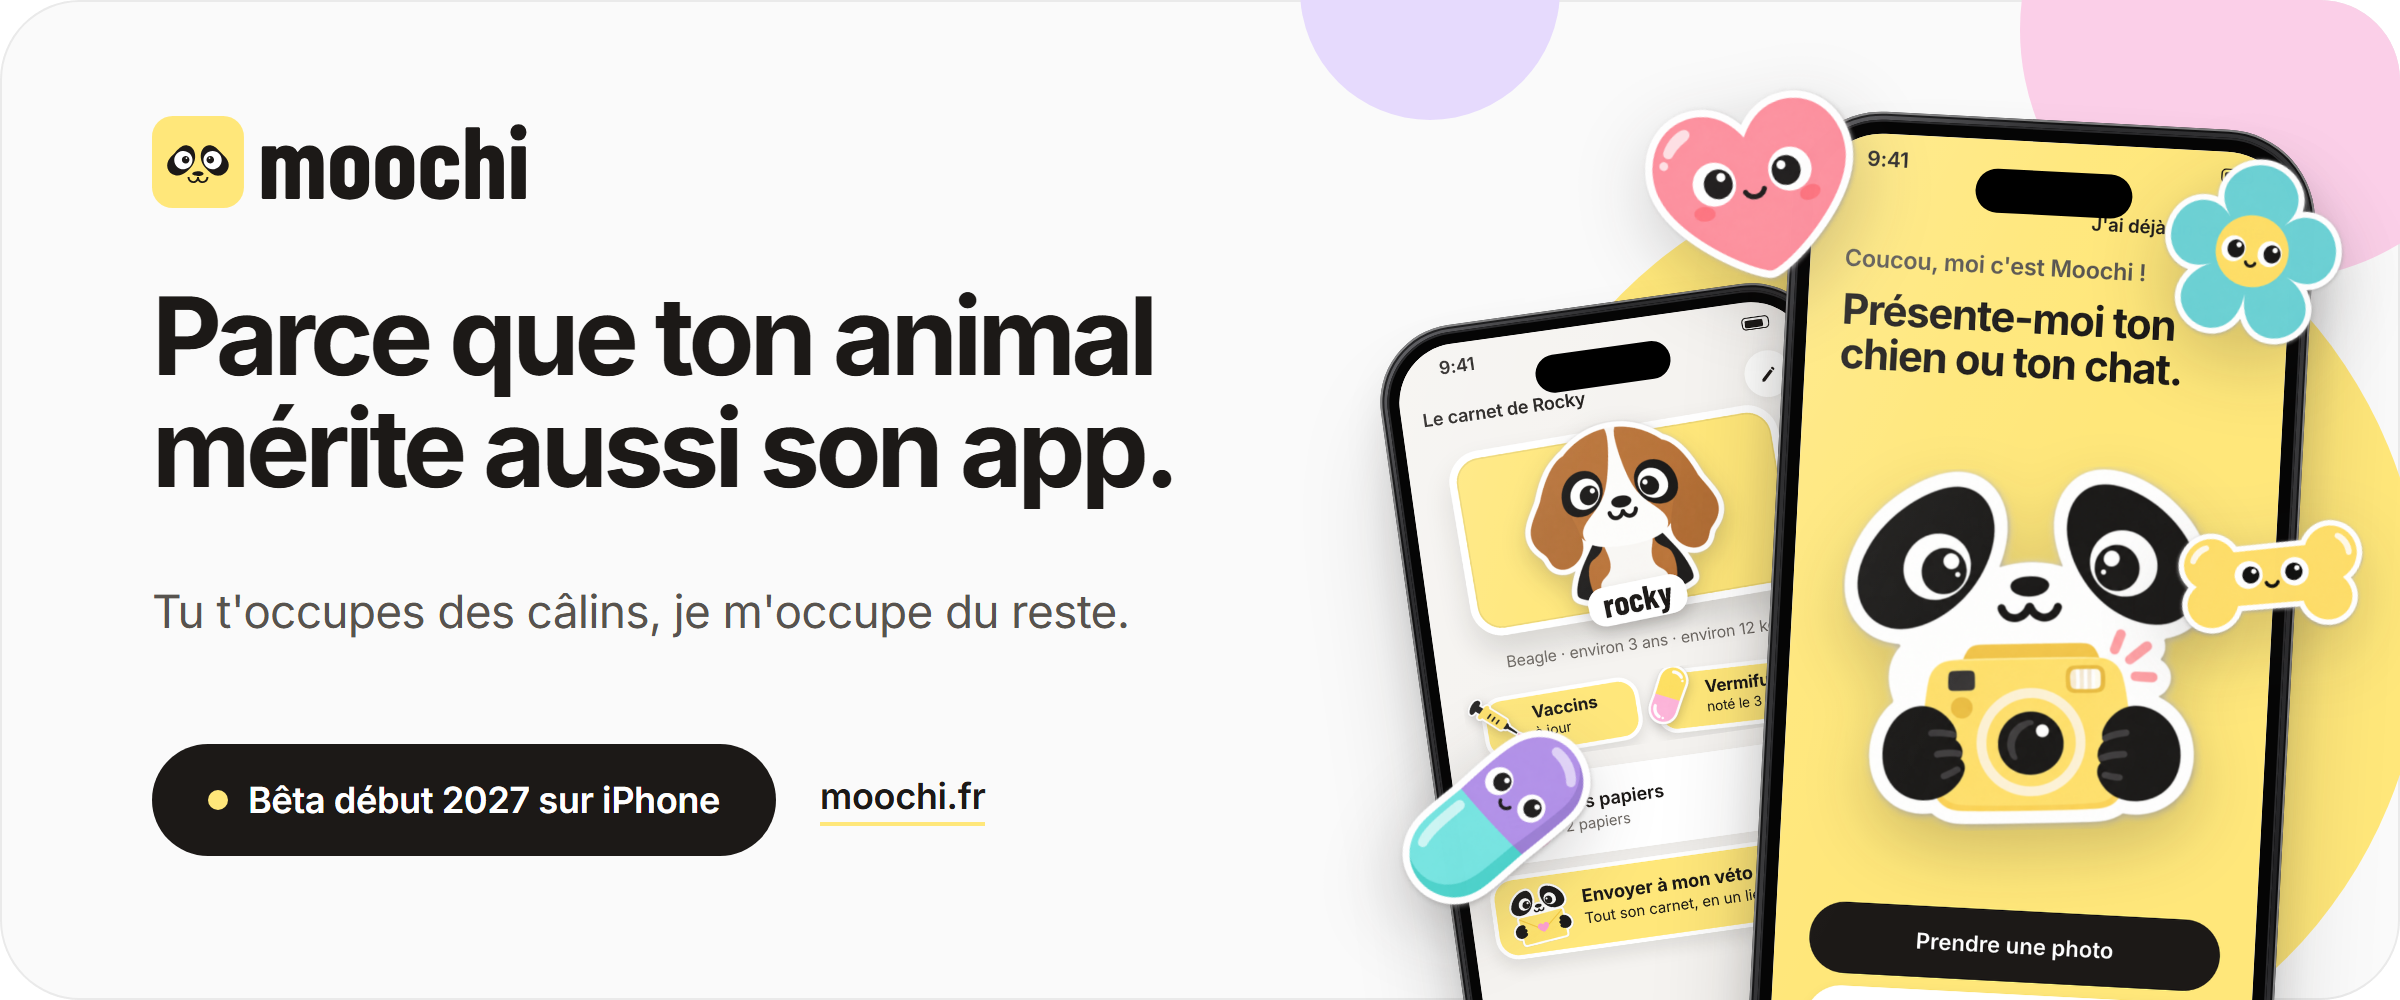 moochi
Parce que ton animal
mérite aussi son app.
Tu t'occupes des câlins, je m'occupe du reste.
Bêta début 2027 sur iPhone
moochi.fr
9:41
Le carnet de Rocky
rocky
Beagle · environ 3 ans · environ 12 k
Vaccins
à jour
Vermifu
noté le 3
s papiers
2 papiers
Envoyer à mon véto
Tout son carnet, en un li
9:41
J'ai déjà
Coucou, moi c'est Moochi !
Présente-moi ton
chien ou ton chat.
Prendre une photo